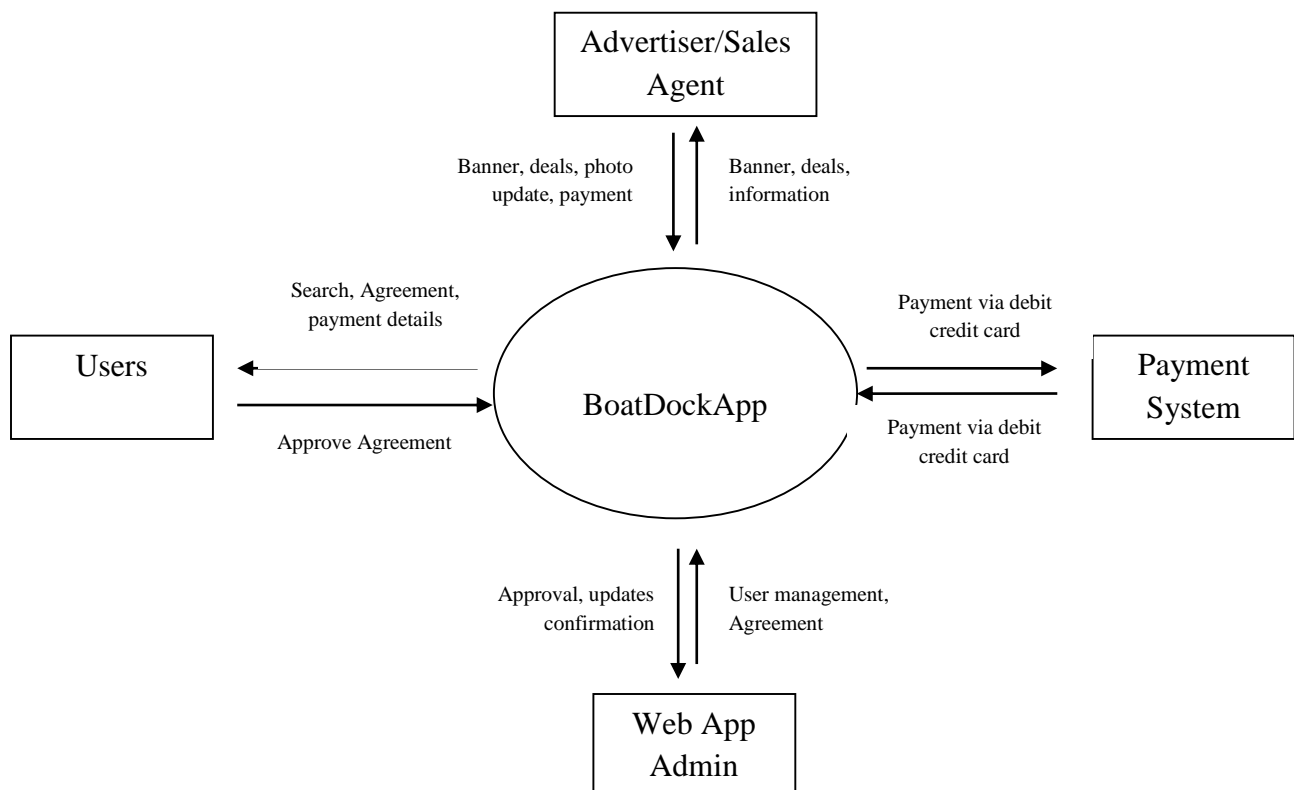 Advertiser/Sales
Agent
Banner, deals, photo
update, payment
Banner, deals,
information
Search, Agreement,
payment details
Payment via debit
credit card
Users
BoatDockApp
Payment
System
Approve Agreement
Payment via debit
credit card
Approval, updates
confirmation
User management,
Agreement
Web App
Admin